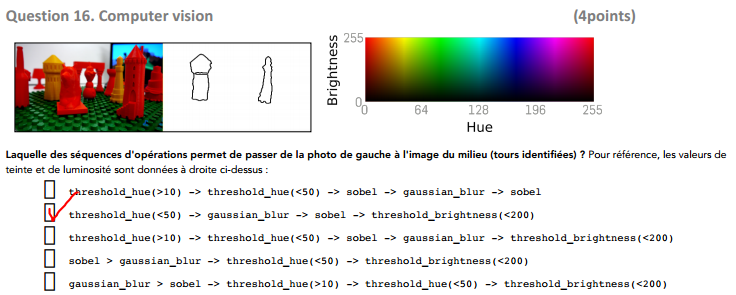 Question 16. Computer vision (4points)
Brightness
255
0
0 64 128 196 255
Hue
Laquelle des séquences d'opérations permet de passer de la photo de gauche à l'image du milieu (tours identifiées) ? Pour référence, les valeurs de
teinte et de luminosité sont données à droite ci-dessus :
threshold_hue(>10) -> threshold_hue(<50) -> sobel -> gaussian_blur -> sobel
threshold_hue(<50) -> gaussian_blur -> sobel -> threshold_brightness(<200)
threshold_hue(>10) -> threshold_hue(<50) -> sobel -> gaussian_blur -> threshold_brightness(<200)
sobel > gaussian_blur -> threshold_hue(<50) -> threshold_brightness(<200)
gaussian_blur > sobel -> threshold_hue(>10) -> threshold_hue(<50) -> threshold_brightness(<200)